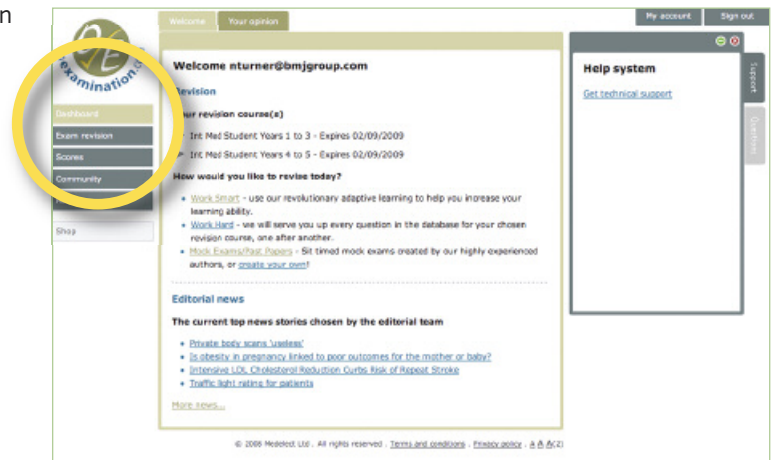 n
Welcome
Your opinion
My account
Sign out
examination.co
Dashboard
Exam revision
Scores
Community
Shop
Welcome nturner@bmjgroup.com
Revision
ur revision course(s)
Int Med Student Years 1 to 3 - Expires 02/09/2009
Int Med Student Years 4 to 5 - Expires 02/09/2009
How would you like to revise today?
Work Smart - use our revolutionary adaptive learning to help you increase your
learning ability.
Work Hard - we will serve you up every question in the database for your chosen
revision course, one after another.
Mock Exams/Past Papers - Sit timed mock exams created by our highly experienced
authors, or create your own!
Editorial news
The current top news stories chosen by the editorial team
Private body scans 'useless'
Is obesity in pregnancy linked to poor outcomes for the mother or baby?
Intensive LDL Cholesterol Reduction Curbs Risk of Repeat Stroke
Traffic light rating for patients
More news...
Help system
Get technical support
Support
Questions
© 2008 Medelect Ltd . All rights reserved . Terms and conditions . Privacy policy . A A A(2)